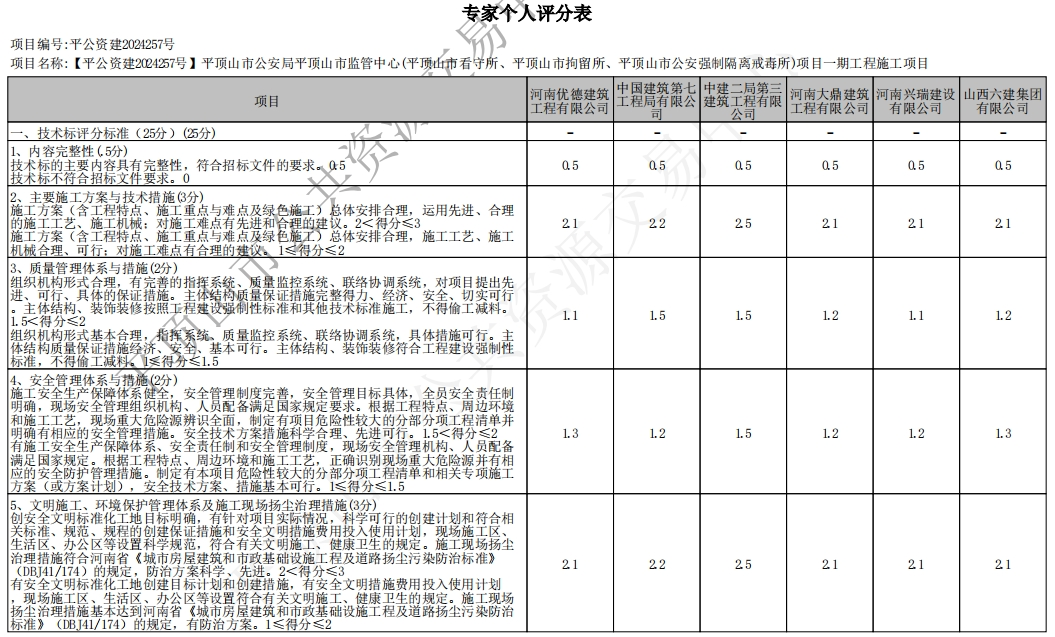 专家个人评分表
项目编号:平公资建2024257号
项目名称:【平公资建2024257号】平顶山市公安局平顶山市监管中心(平顶山市看守所、平顶山市拘留所、平顶山市公安强制隔离戒毒所)项目一期工程施工项目
项目
河南优德建筑
工程有限公司
中国建筑第七
工程局有限公
司
中建二局第三
建筑工程有限
公司
河南大鼎建筑
工程有限公司
河南兴瑞建设
有限公司
山西六建集团
有限公司
一、技术标评分标准（25分）(25分)
- - - - - -
1、内容完整性(.5分)
技术标的主要内容具有完整性，符合招标文件的要求。0.5
技术标不符合招标文件要求。0
0.5 0.5 0.5 0.5 0.5 0.5
2、主要施工方案与技术措施(3分)
施工方案（含工程特点、施工重点与难点及绿色施工）总体安排合理，运用先进、合理
的施工工艺、施工机械；对施工难点有先进和合理的建议。2＜得分≤3
施工方案（含工程特点、施工重点与难点及绿色施工）总体安排合理，施工工艺、施工
机械合理、可行；对施工难点有合理的建议。1≤得分≤2
2.1 2.2 2.5 2.1 2.1 2.1
3、质量管理体系与措施(2分)
组织机构形式合理，有完善的指挥系统、质量监控系统、联络协调系统，对项目提出先
进、可行、具体的保证措施。主体结构质量保证措施完整得力、经济、安全、切实可行
。主体结构、装饰装修按照工程建设强制性标准和其他技术标准施工，不得偷工减料。
1.5＜得分≤2
组织机构形式基本合理，指挥系统、质量监控系统、联络协调系统，具体措施可行。主
体结构质量保证措施经济、安全、基本可行。主体结构、装饰装修符合工程建设强制性
标准，不得偷工减料。1≤得分≤1.5
1.1 1.5 1.5 1.2 1.1 1.2
4、安全管理体系与措施(2分)
施工安全生产保障体系健全，安全管理制度完善，安全管理目标具体，全员安全责任制
明确，现场安全管理组织机构、人员配备满足国家规定要求。根据工程特点、周边环境
和施工工艺，现场重大危险源辨识全面，制定有项目危险性较大的分部分项工程清单并
明确有相应的安全管理措施。安全技术方案措施科学合理、先进可行。1.5＜得分≤2
有施工安全生产保障体系、安全责任制和安全管理制度，现场安全管理机构、人员配备
满足国家规定。根据工程特点、周边环境和施工工艺，正确识别现场重大危险源并有相
应的安全防护管理措施。制定有本项目危险性较大的分部分项工程清单和相关专项施工
方案（或方案计划），安全技术方案、措施基本可行。1≤得分≤1.5
1.3 1.2 1.5 1.2 1.2 1.3
5、文明施工、环境保护管理体系及施工现场扬尘治理措施(3分)
创安全文明标准化工地目标明确，有针对项目实际情况，科学可行的创建计划和符合相
关标准、规范、规程的创建保证措施和安全文明措施费用投入使用计划，现场施工区、
生活区、办公区等设置科学规范，符合有关文明施工、健康卫生的规定。施工现场扬尘
治理措施符合河南省《城市房屋建筑和市政基础设施工程及道路扬尘污染防治标准》
（DBJ41/174）的规定，防治方案科学、先进。2＜得分≤3
有安全文明标准化工地创建目标计划和创建措施，有安全文明措施费用投入使用计划
，现场施工区、生活区、办公区等设置符合有关文明施工、健康卫生的规定。施工现场
扬尘治理措施基本达到河南省《城市房屋建筑和市政基础设施工程及道路扬尘污染防治
标准》（DBJ41/174）的规定，有防治方案。1≤得分≤2
2.1 2.2 2.5 2.1 2.1 2.1
平顶山市公共资源交易中
公共资源交易中